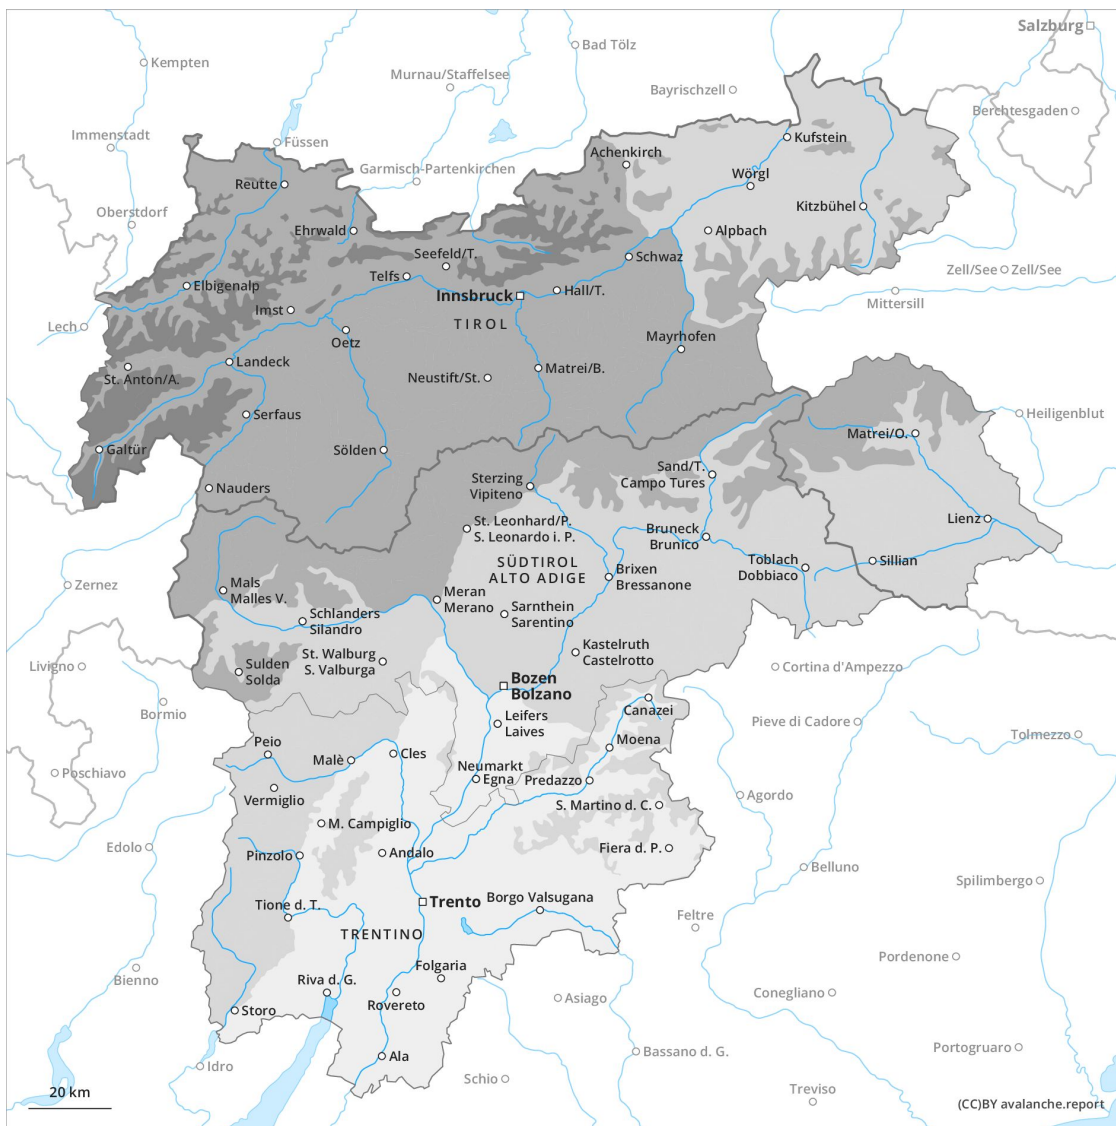 Salzburg
Bad Tölz
Kempten
Murnau/Staffelsee
Bayrischzell
Berchtesgaden
Immenstadt
Füssen
Kufstein
Achenkirch
Garmisch-Partenkirchen
Wörgl
Reutte
Oberstdorf
Kitzbühel
Ehrwald
Alpbach
Seefeld/T.
Schwaz
Telfs
Zell/See
Zell/See
Elbigenalp
Innsbruck
Hall/T.
Mittersill
Imst
TIROL
Lech
Oetz
Mayrhofen
Landeck
St. Anton/A.
Neustift/St.
Matrei/B.
Serfaus
Heiligenblut
Matrei/O.
Galtür
Sölden
Sterzing
Vipiteno
Sand/T.
Campo Tures
Nauders
St. Leonhard/P.
S. Leonardo i. P.
Lienz
Bruneck
Brunico
SÜDTIROL
ALTO ADIGE
Toblach
Dobbiaco
Sillian
Brixen
Bressanone
Zernez
Mals
Malles V.
Meran
Merano
Schlanders
Silandro
Sarnthein
Sarentino
Kastelruth
Castelrotto
Livigno
Sulden
Solda
St. Walburg
S. Valburga
Cortina d'Ampezzo
Bozen
Bolzano
Bormio
Canazei
Leifers
Laives
Pieve di Cadore
Tolmezzo
Peio
Moena
Malè
Cles
Poschiavo
Neumarkt
Egna
Predazzo
Vermiglio
S. Martino d. C.
Agordo
M. Campiglio
Edolo
Pinzolo
Andalo
Fiera d. P.
Belluno
Spilimbergo
Tione d. T.
Trento
Borgo Valsugana
Feltre
TRENTINO
Pordenone
Bienno
Folgaria
Riva d. G.
Rovereto
Asiago
Conegliano
Storo
Ala
Bassano d. G.
Portogruaro
Idro
Schio
Treviso
20 km
(CC)BY avalanche.report